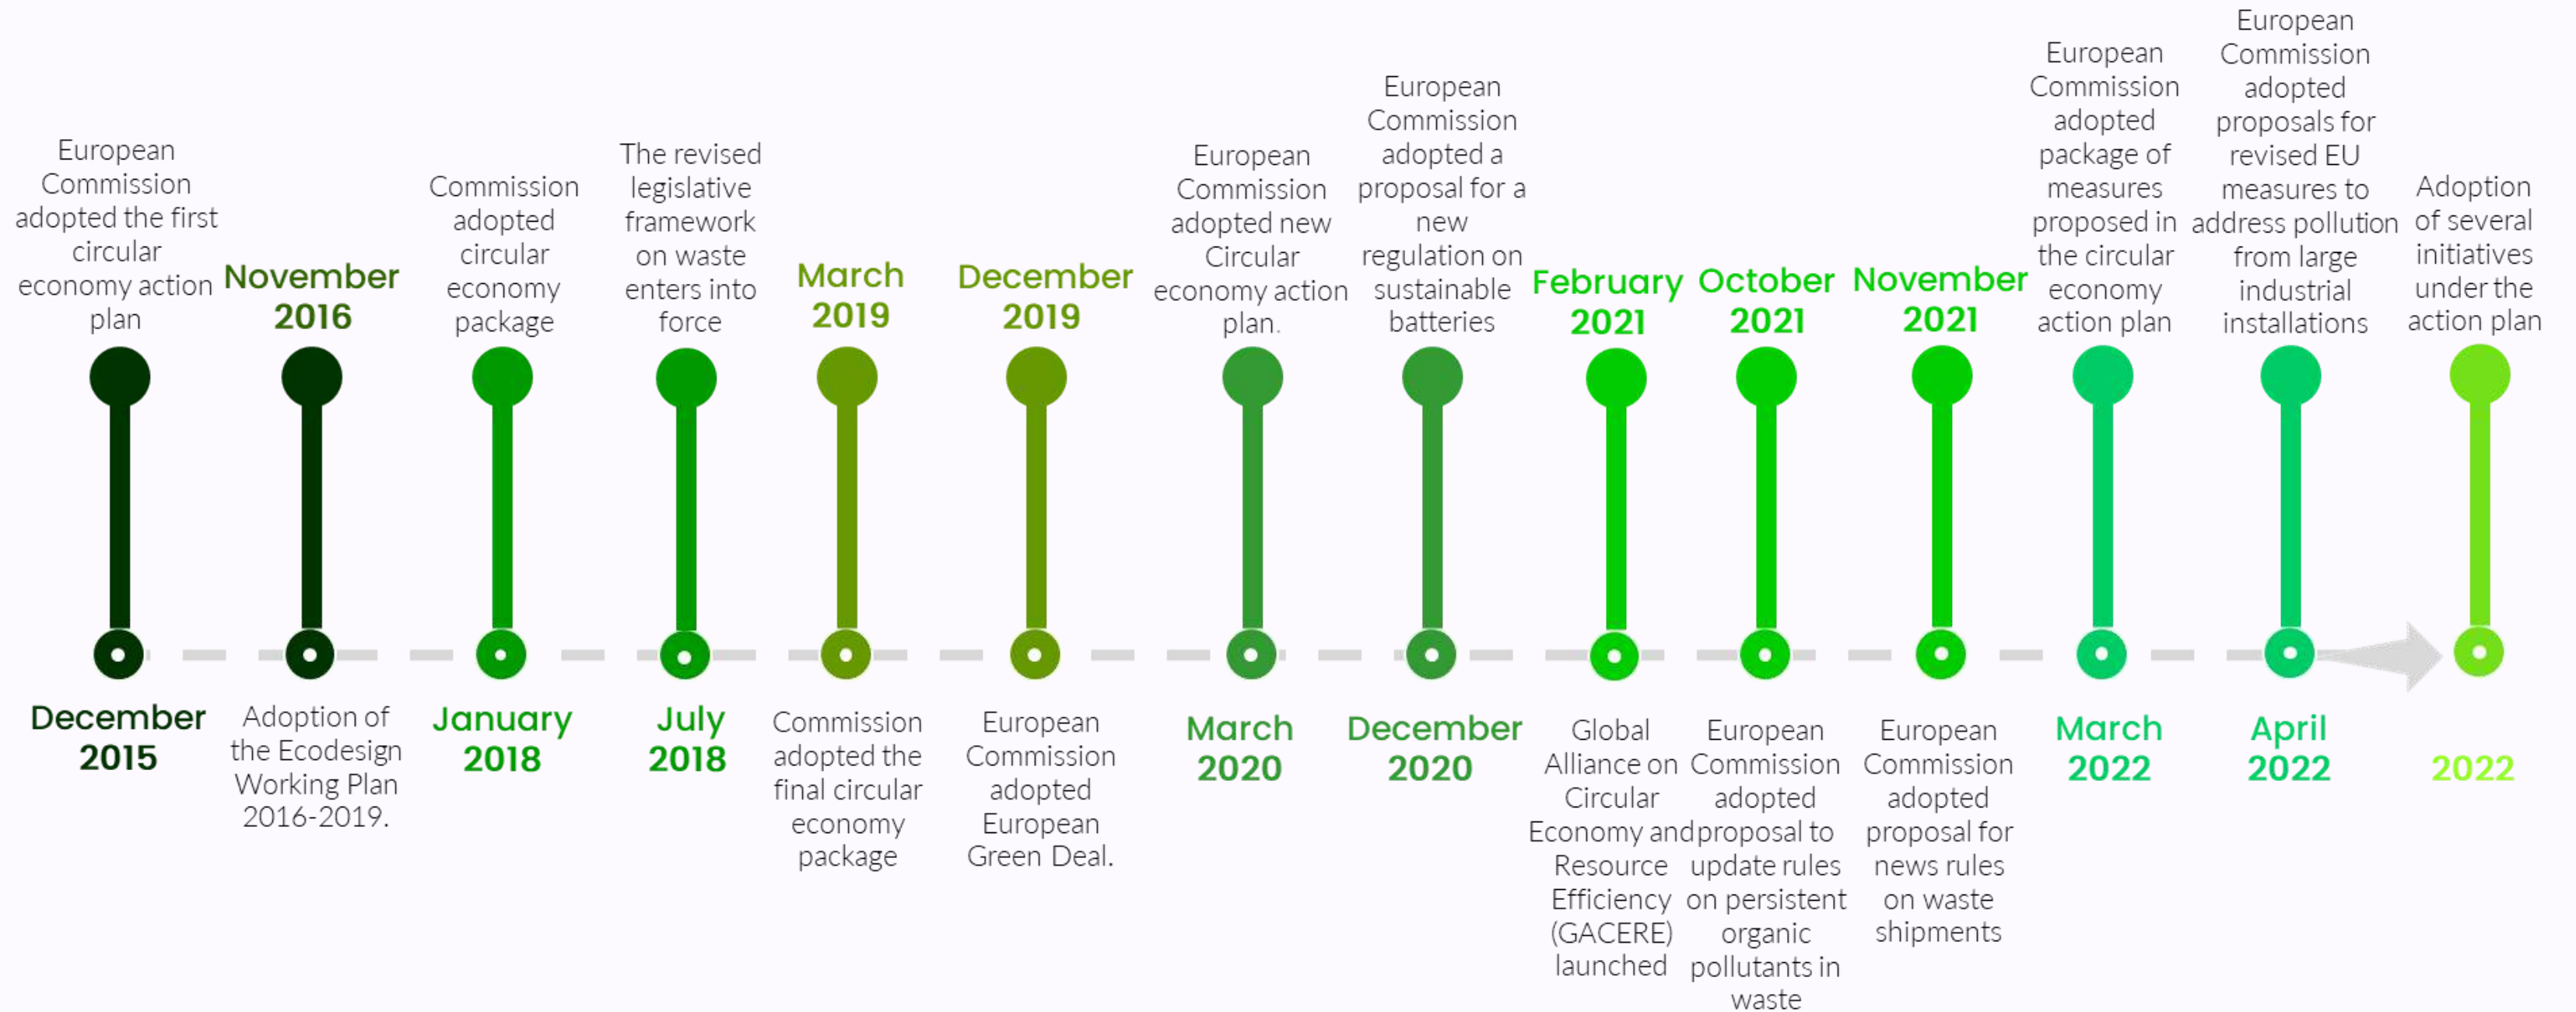 European
Commission
adopted the first
circular
economy action
plan
December
2015
November
2016
Adoption of
the Ecodesign
Working Plan
2016-2019.
Commission
adopted
circular
economy
package
January
2018
The revised
legislative
framework
on waste
enters into
force
July
2018
March
2019
Commission
adopted the
final circular
economy
package
December
2019
European
Commission
adopted
European
Green Deal.
European
Commission
adopted new
Circular
economy action
plan.
March
2020
European
Commission
adopted a
proposal for a
new
regulation on
sustainable
batteries
December
2020
February
2021
Global
Alliance on
Circular
Economy and
Resource
Efficiency
(GACERE)
launched
October
2021
European
Commission
adopted
proposal to
update rules
on persistent
organic
pollutants in
waste
November
2021
European
Commission
adopted
proposal for
news rules
on waste
shipments
European
Commission
adopted
package of
measures
proposed in
the circular
economy
action plan
March
2022
European
Commission
adopted
proposals for
revised EU
measures to
address pollution
from large
industrial
installations
April
2022
Adoption
of several
initiatives
under the
action plan
2022